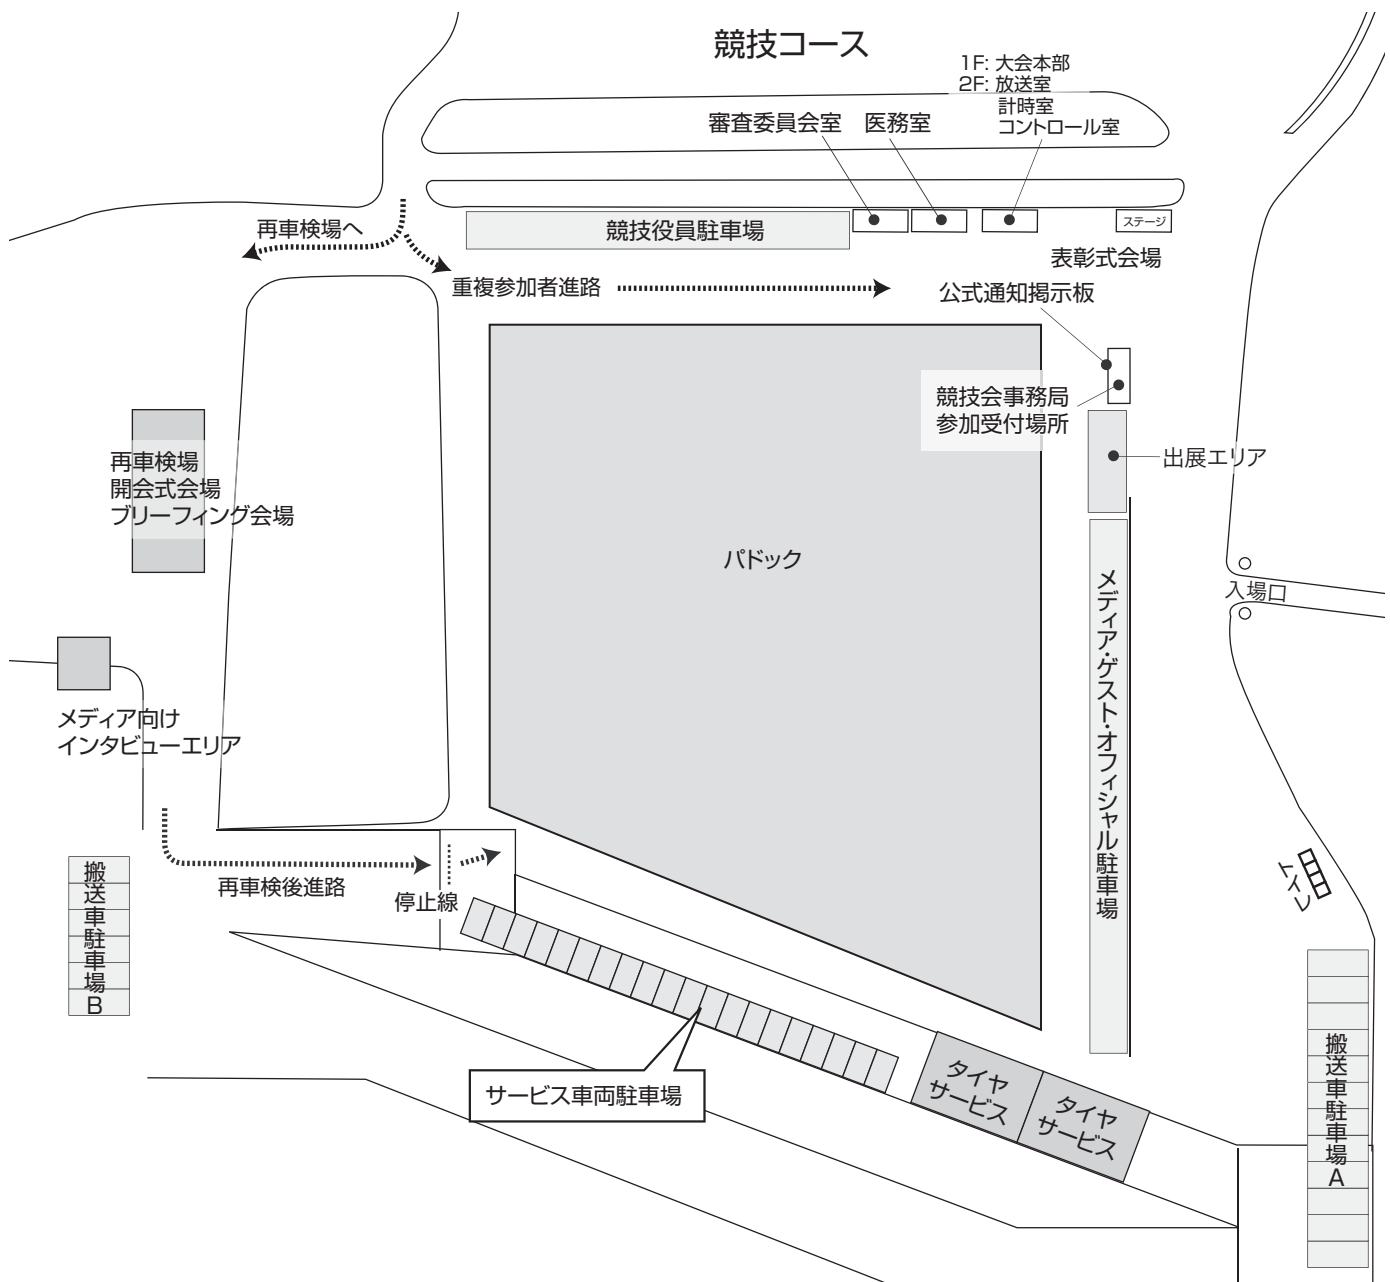 競技コース
1F: 大会本部
2F: 放送室
計時室
コントロール室
審査委員会室
医務室
再車検場へ
競技役員駐車場
ステージ
表彰式会場
重複参加者進路
公式通知掲示板
競技会事務局
参加受付場所
再車検場
開会式会場
ブリーフィング会場
出展エリア
パドック
入場口
メディア・ゲスト・オフィシャル駐車場
メディア向け
インタビューエリア
再車検後進路
停止線
トイレ
搬送車駐車場B
サービス車両駐車場
タイヤ
サービス
タイヤ
サービス
搬送車駐車場A